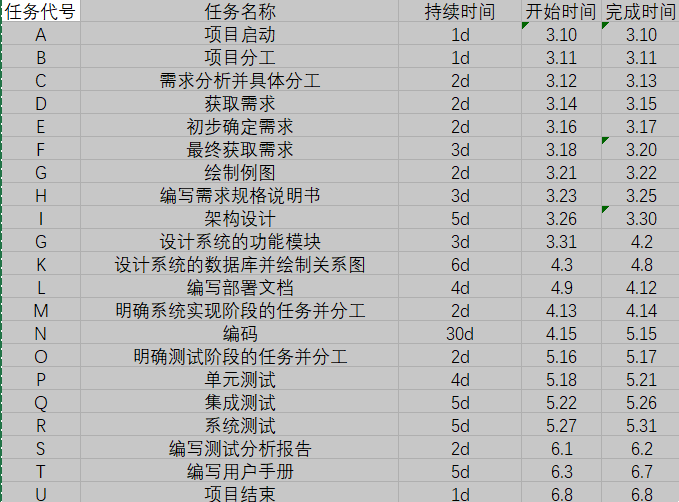 任务代号 任务名称 持续时间 开始时间 完成时间
A 项目启动 1d 3.10 3.10
B 项目分工 1d 3.11 3.11
C 需求分析并具体分工 2d 3.12 3.13
D 获取需求 2d 3.14 3.15
E 初步确定需求 2d 3.16 3.17
F 最终获取需求 3d 3.18 3.20
G 绘制例图 2d 3.21 3.22
H 编写需求规格说明书 3d 3.23 3.25
I 架构设计 5d 3.26 3.30
G 设计系统的功能模块 3d 3.31 4.2
K 设计系统的数据库并绘制关系图 6d 4.3 4.8
L 编写部署文档 4d 4.9 4.12
M 明确系统实现阶段的任务并分工 2d 4.13 4.14
N 编码 30d 4.15 5.15
O 明确测试阶段的任务并分工 2d 5.16 5.17
P 单元测试 4d 5.18 5.21
Q 集成测试 5d 5.22 5.26
R 系统测试 5d 5.27 5.31
S 编写测试分析报告 2d 6.1 6.2
T 编写用户手册 5d 6.3 6.7
U 项目结束 1d 6.8 6.8